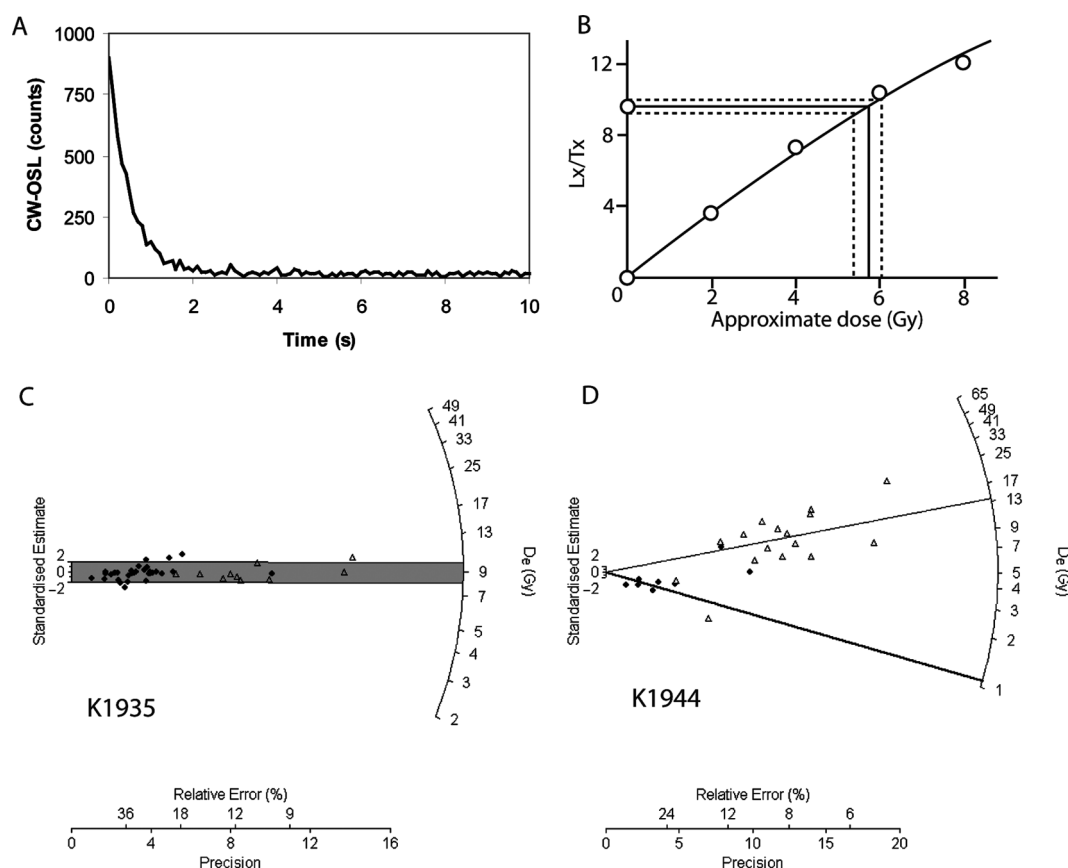 A
1000
750
500
250
0
CW-OSL (counts)
0 2 4 6 8 10
Time (s)
B
12
8
4
0
Lx/Tx
2 4 6 8
Approximate dose (Gy)
C
Standardised Estimate
2
0
−2
49
41
33
25
17
13
9
7
5
4
3
2
De (Gy)
K1935
Relative Error (%)
36 18 12 9
0 4 8 12 16
Precision
D
Standardised Estimate
2
0
−2
65
49
41
33
25
17
13
9
7
5
4
3
2
1
De (Gy)
K1944
Relative Error (%)
24 12 8 6
0 5 10 15 20
Precision